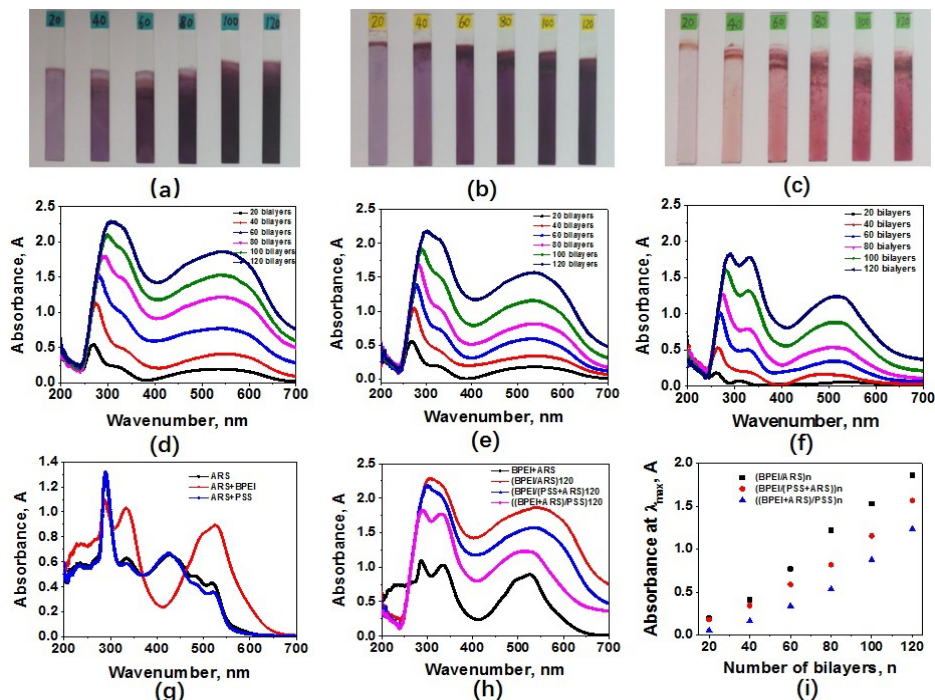 20 40 60 80 100 120
20 40 60 80 100 120
20 40 60 80 100 120
(a)
(b)
(c)
Absorbance, A
2.5
2.0
1.5
1.0
0.5
0.0
20 bialayers
40 bilayers
60 bilayers
80 bilayers
100 bilayers
120 bilayers
200 300 400 500 600 700
Wavenumber, nm
(d)
Absorbance, A
2.5
2.0
1.5
1.0
0.5
0.0
20 bilayers
40 bilayers
60 bilayers
80 bilayers
100 bilayers
120 bilayers
200 300 400 500 600 700
Wavenumber, nm
(e)
Absorbance, A
2.5
2.0
1.5
1.0
0.5
0.0
20 bilayers
40 bilayers
60 bilayers
80 bialyers
100 bilayers
120 bialyers
200 300 400 500 600 700
Wavenumber, nm
(f)
Absorbance, A
1.4
1.2
1.0
0.8
0.6
0.4
0.2
0.0
ARS
ARS+BPEI
ARS+PSS
200 300 400 500 600 700
Wavenumber, nm
(g)
Absorbance, A
2.5
2.0
1.5
1.0
0.5
0.0
BPEI+ARS
(BPEI/ARS)120
(BPEI/(PSS+ARS)120
((BPEI+ARS)/PSS)120
200 300 400 500 600 700
Wavenumber, nm
(h)
Absorbance at λmax, A
2.0
1.5
1.0
0.5
0.0
(BPEI/ARS)n
(BPEI/(PSS+ARS))n
((BPEI+ARS)/PSS)n
20 40 60 80 100 120
Number of bilayers, n
(i)